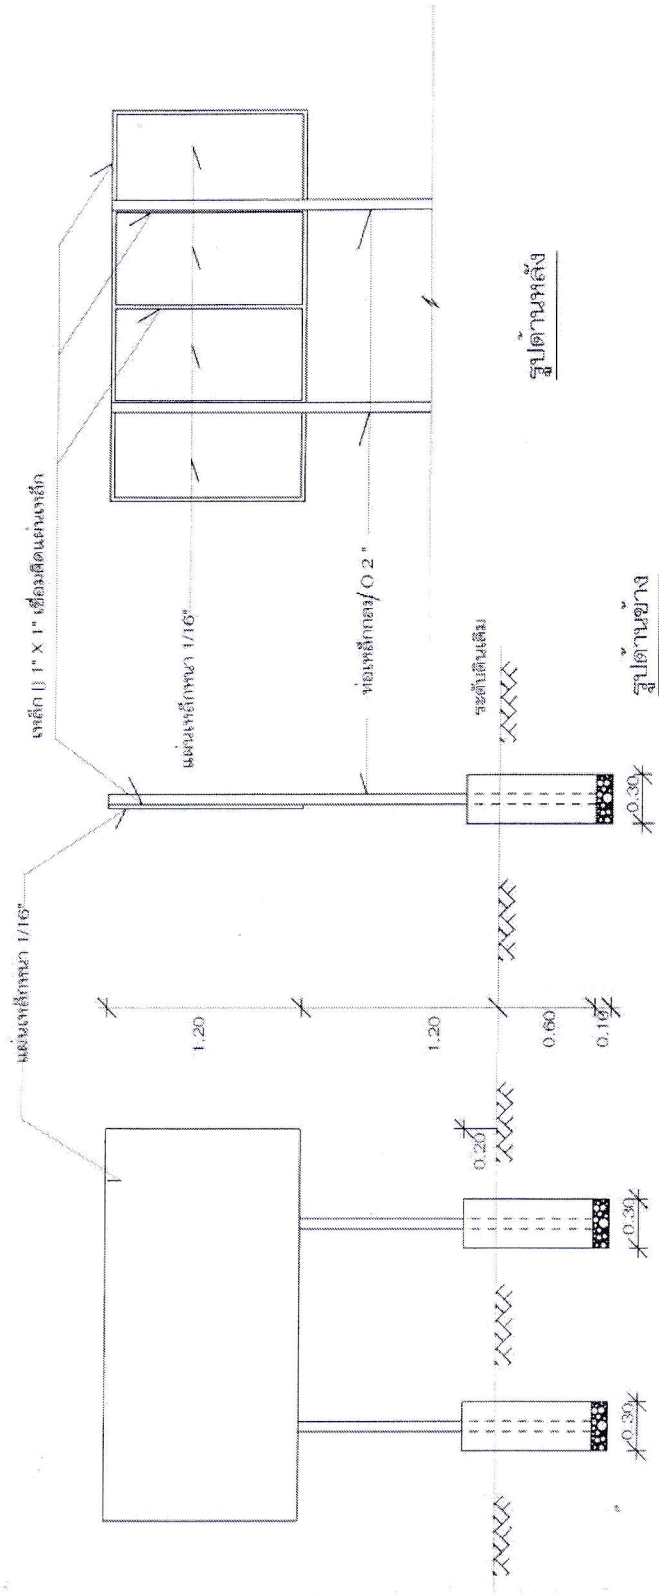 แผ่นเหล็กหนา 1/16"
เหล็ก [] 1" X 1" เชื่อมติดแผ่นเหล็ก
แผ่นเหล็กหนา 1/16"
ท่อเหล็กกลม O 2 "
ระดับดินเดิม
1.20
1.20
0.60
0.10
0.20
0.30
0.30
0.30
รูปด้านข้าง
รูปด้านหลัง